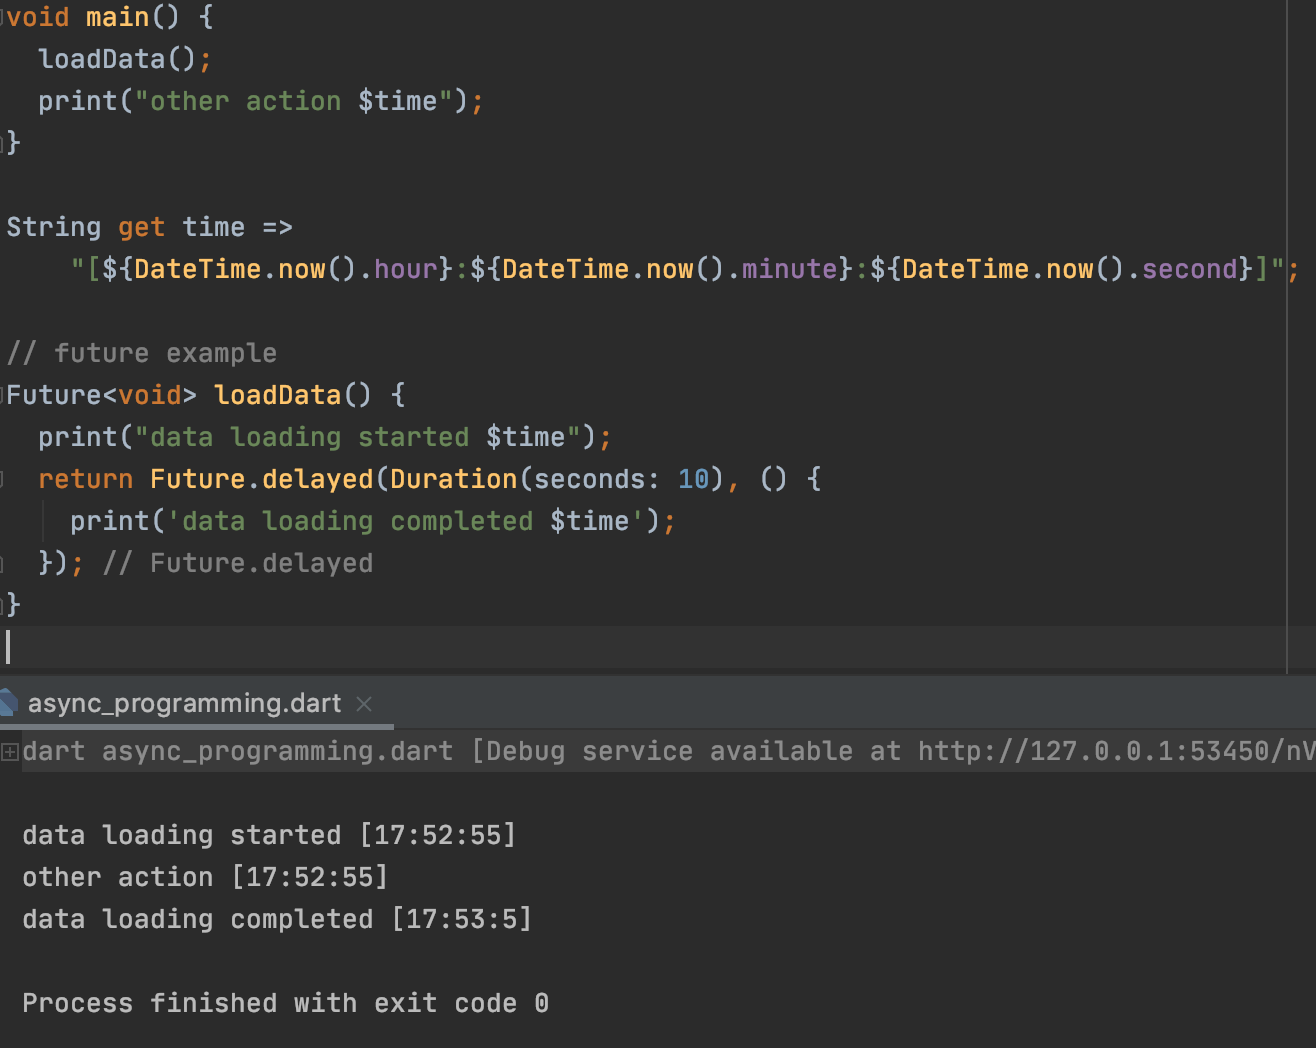 void main() {
  loadData();
  print("other action $time");
}

String get time =>
    "[${DateTime.now().hour}:${DateTime.now().minute}:${DateTime.now().second}]";

// future example
Future<void> loadData() {
  print("data loading started $time");
  return Future.delayed(Duration(seconds: 10), () {
    print('data loading completed $time');
  }); // Future.delayed
}
async_programming.dart
dart async_programming.dart [Debug service available at http://127.0.0.1:53450/nV
data loading started [17:52:55]
other action [17:52:55]
data loading completed [17:53:5]

Process finished with exit code 0